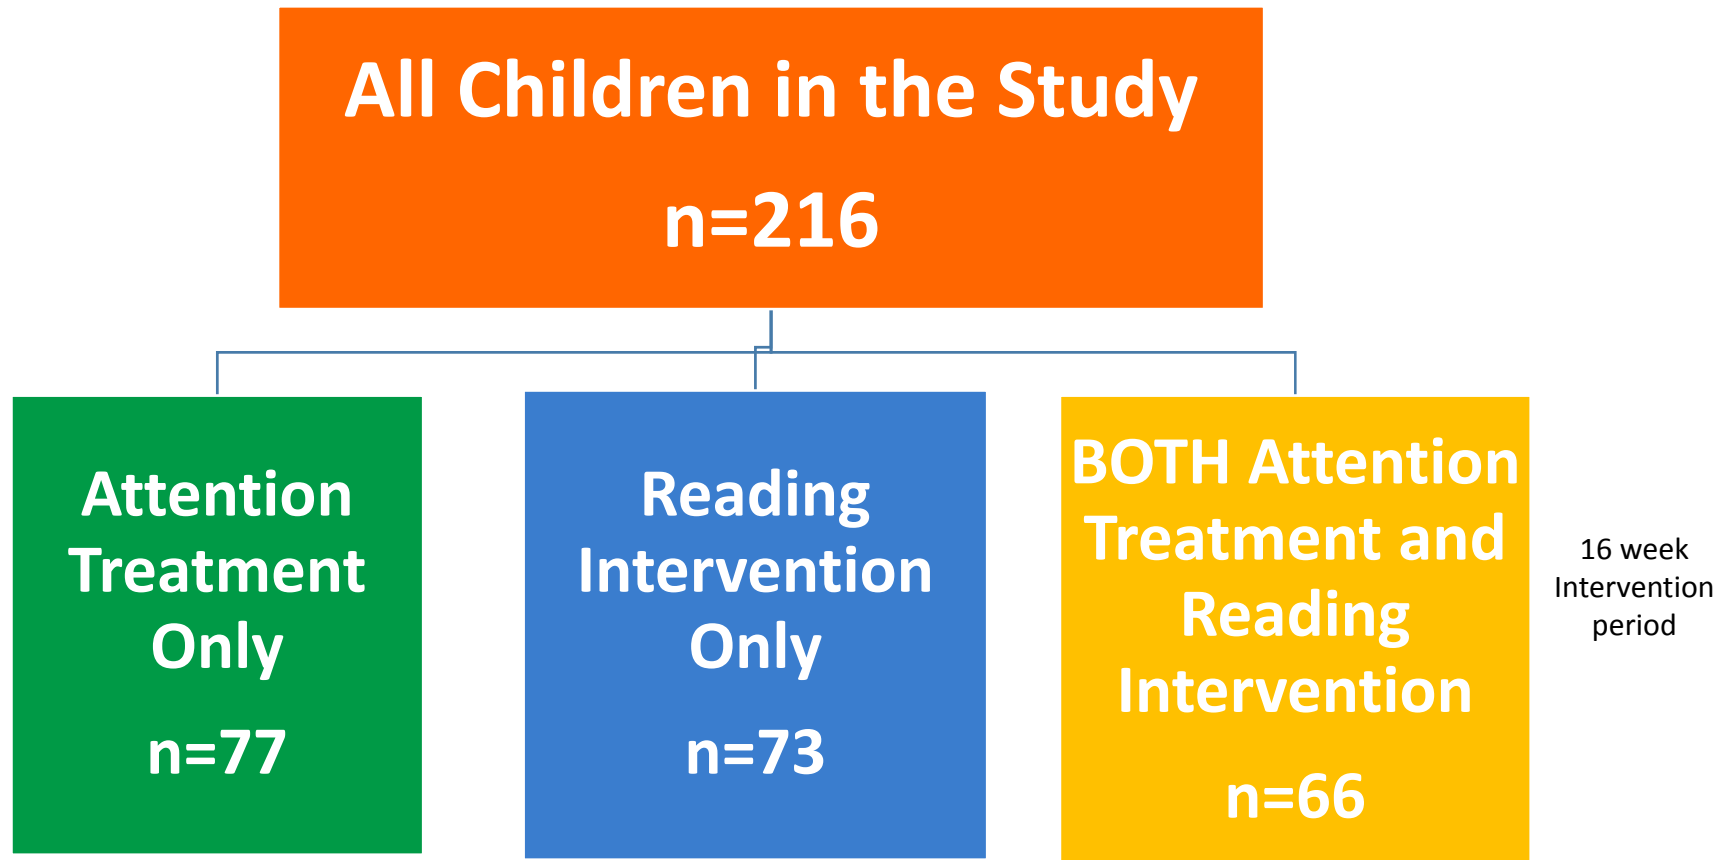 All Children in the Study
n=216
Attention
Treatment
Only
n=77
Reading
Intervention
Only
n=73
BOTH Attention
Treatment and
Reading
Intervention
n=66
16 week
Intervention
period